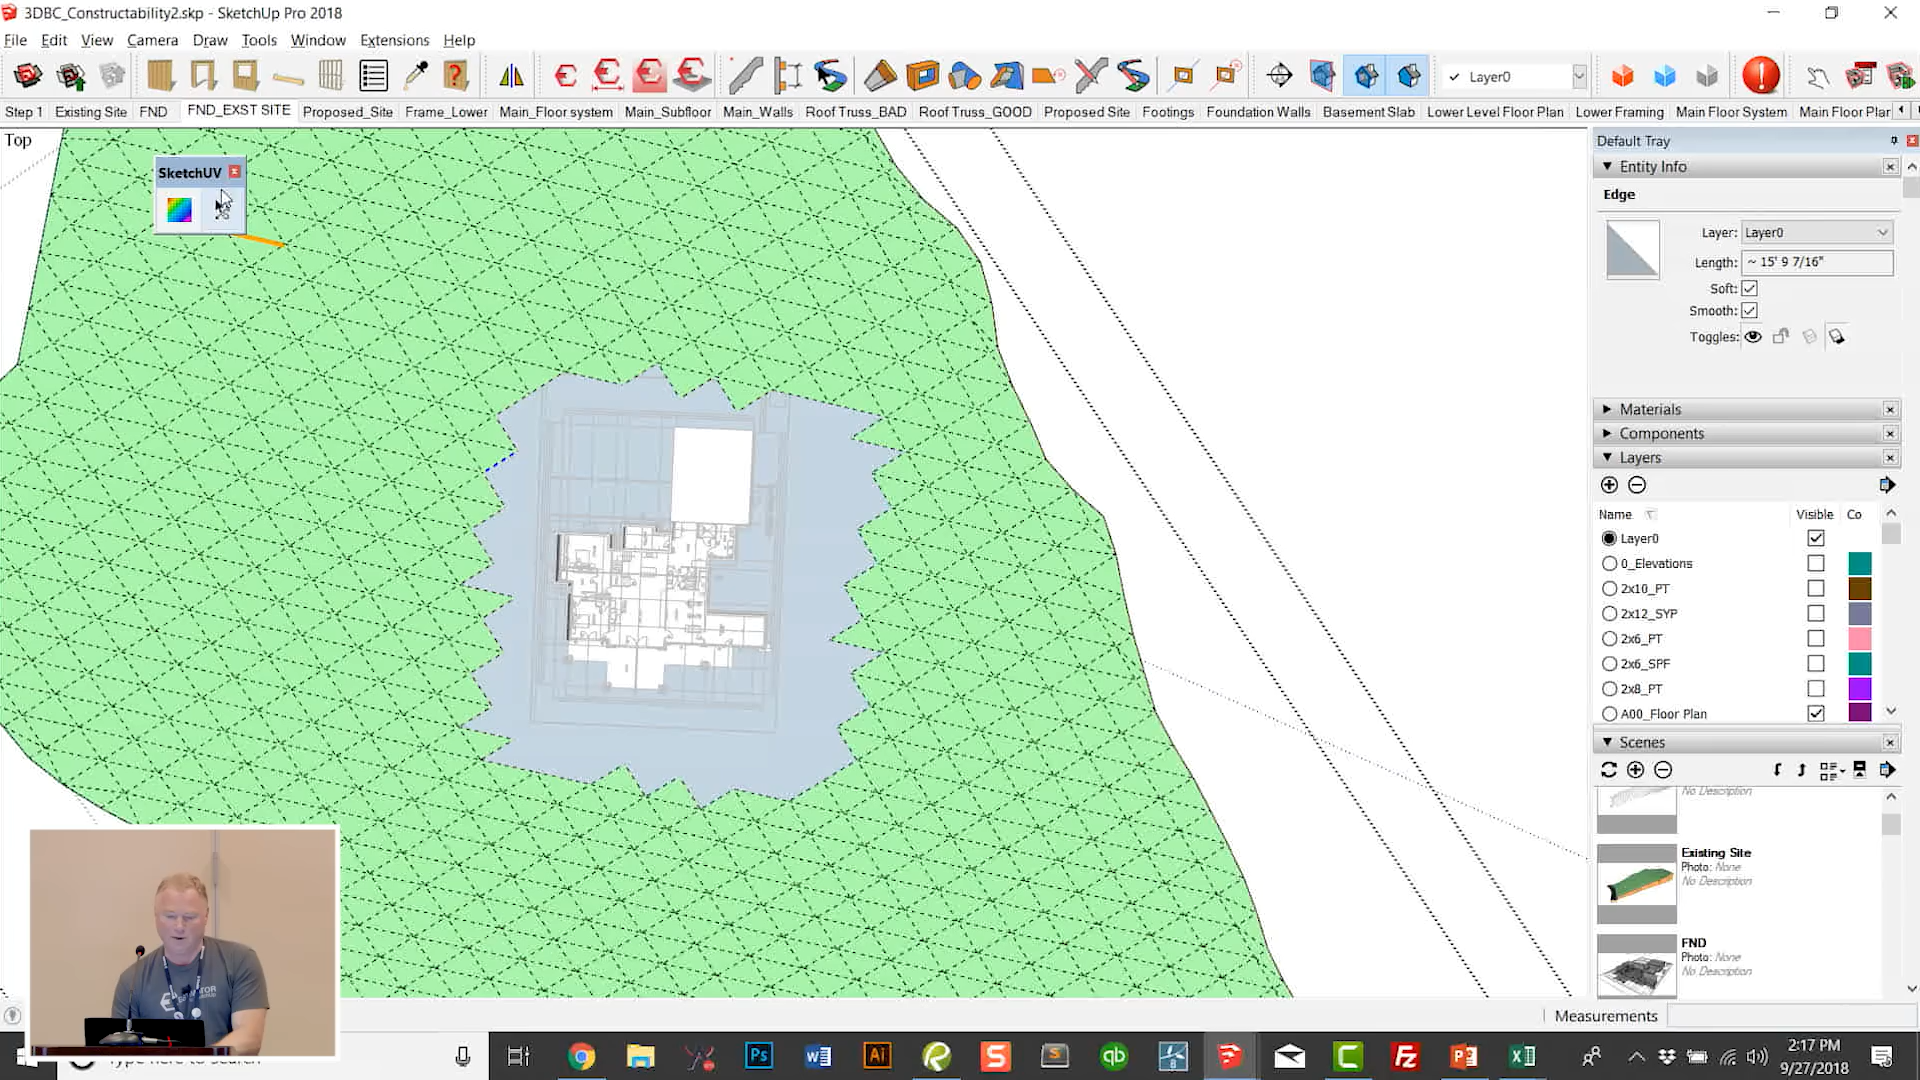 3DBC_Constructability2.skp - SketchUp Pro 2018
File Edit View Camera Draw Tools Window Extensions Help
Layer0
Step 1 Existing Site FND FND_EXST SITE Proposed_Site Frame_Lower Main_Floor system Main_Subfloor Main_Walls Roof Truss_BAD Roof Truss_GOOD Proposed Site Footings Foundation Walls Basement Slab Lower Level Floor Plan Lower Framing Main Floor System Main Floor Plar
Top
SketchUV
Default Tray
Entity Info
Edge
Layer: Layer0
Length: ~ 15' 9 7/16"
Soft:
Smooth:
Toggles:
Materials
Components
Layers
Name Visible Co
Layer0
0_Elevations
2x10_PT
2x12_SYP
2x6_PT
2x6_SPF
2x8_PT
A00_Floor Plan
Scenes
No Description
Existing Site
Photo: None
No Description
FND
Photo: None
No Description
Measurements
2:17 PM
9/27/2018